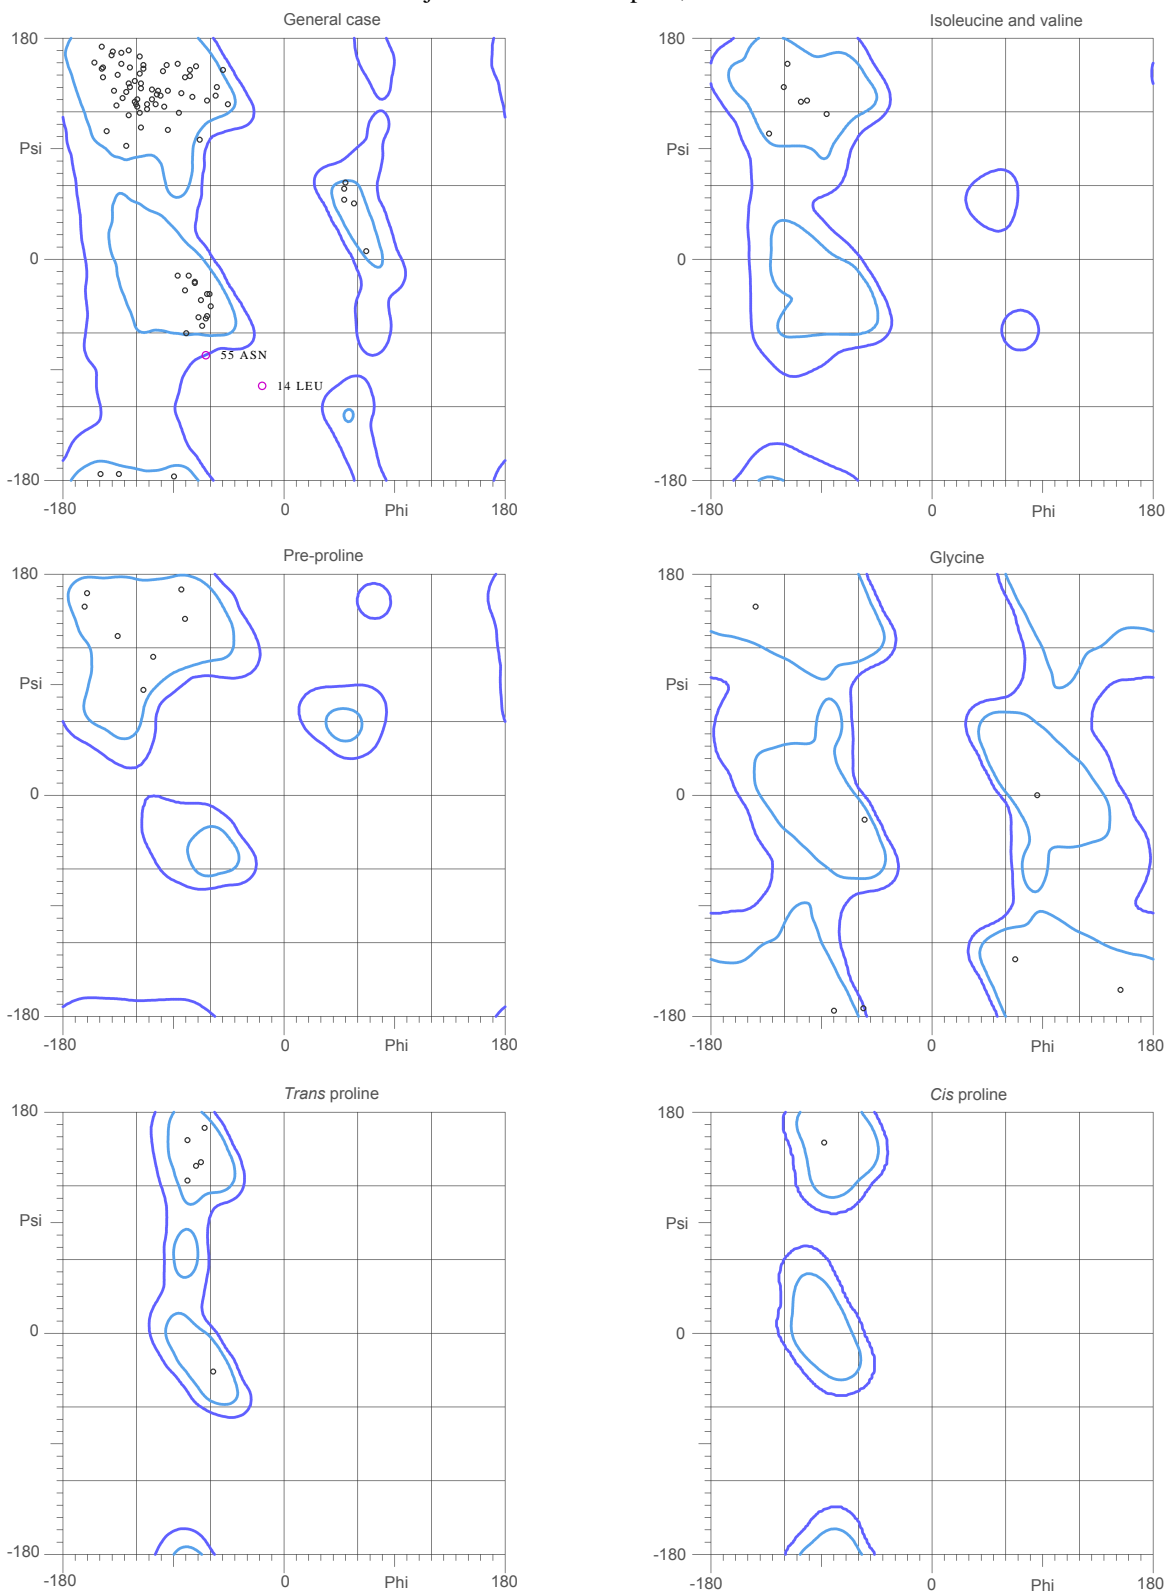 General case
Isoleucine and valine
180
Psi
0
-180
-180
0
Phi
180
55 ASN
14 LEU
180
Psi
0
-180
-180
0
Phi
180
Pre-proline
Glycine
180
Psi
0
-180
-180
0
Phi
180
180
Psi
0
-180
-180
0
Phi
180
Trans proline
Cis proline
180
Psi
0
-180
-180
0
Phi
180
180
Psi
0
-180
-180
0
Phi
180